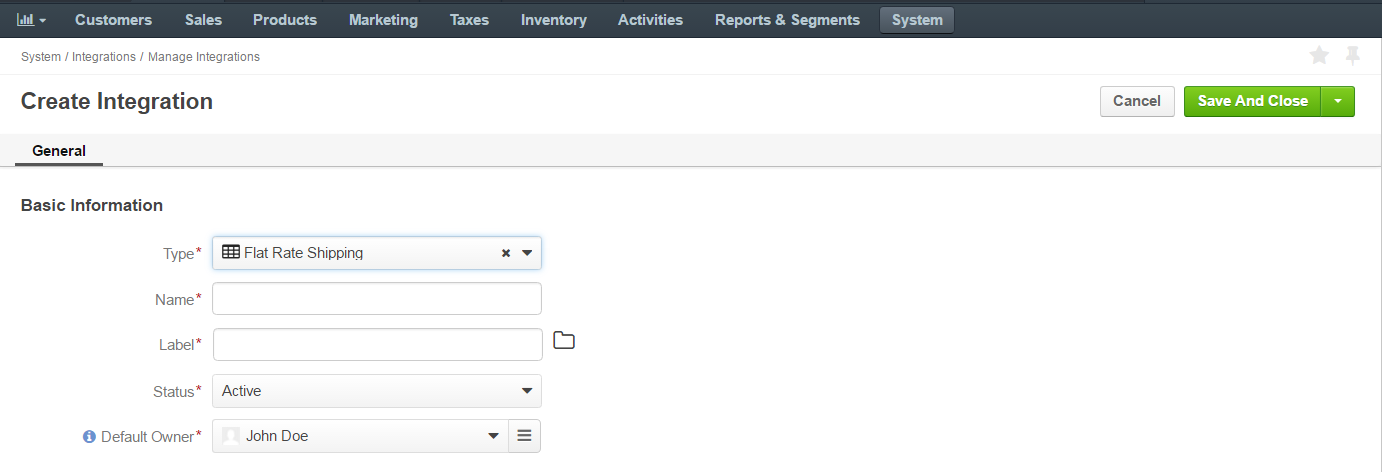 Customers Sales Products Marketing Taxes Inventory Activities Reports & Segments System
System / Integrations / Manage Integrations
Create Integration Cancel Save And Close
General
Basic Information
Type* Flat Rate Shipping
Name*
Label*
Status* Active
Default Owner* John Doe